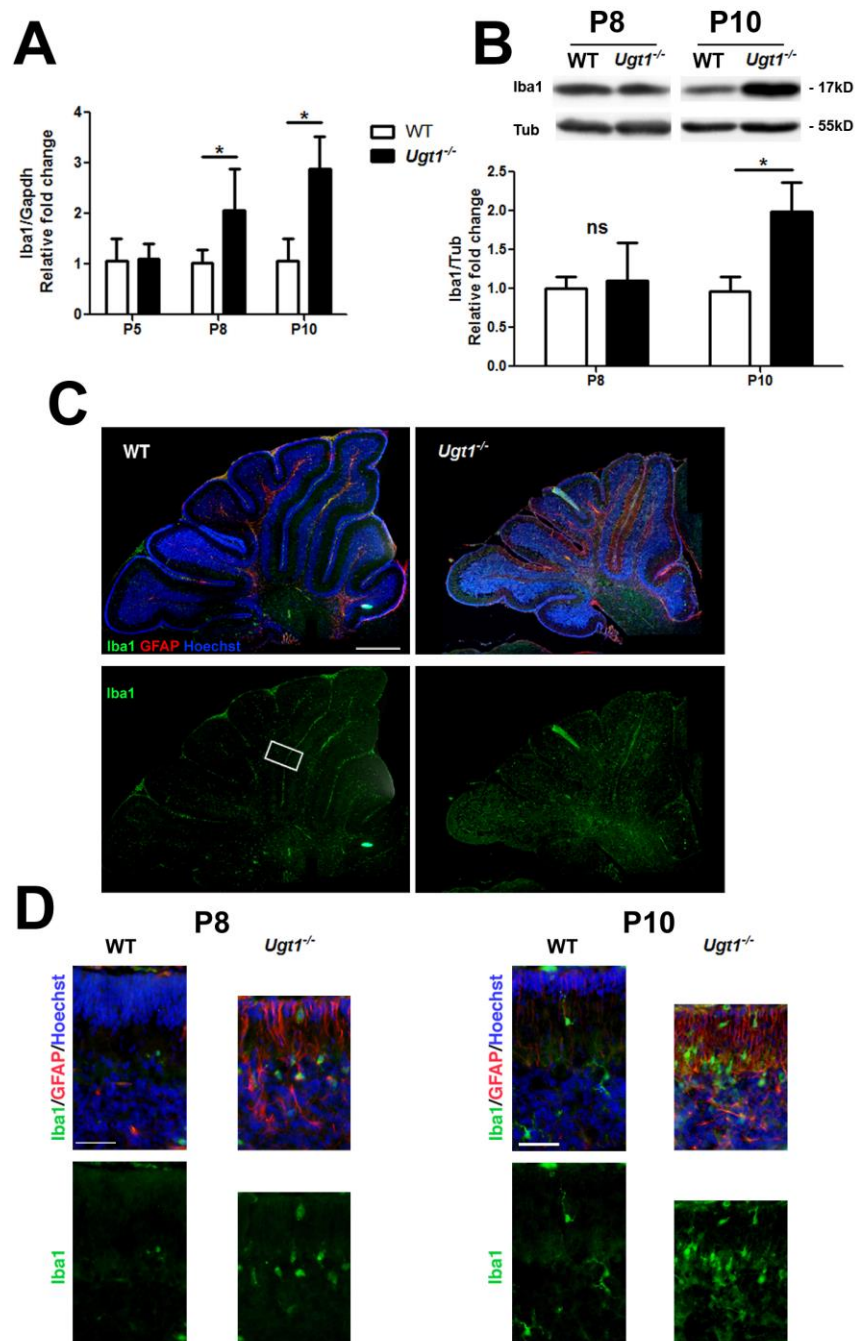 A
Iba1/Gapdh
Relative fold change
4
3
2
1
0
*
*
P5
P8
P10
WT
Ugt1-/-
B
P8
P10
WT
Ugt1-/-
WT
Ugt1-/-
Iba1
- 17kD
Tub
- 55kD
Iba1/Tub
Relative fold change
2.5
2.0
1.5
1.0
0.5
0.0
ns
*
P8
P10
C
WT
Ugt1-/-
Iba1 GFAP Hoechst
Iba1
D
P8
P10
WT
Ugt1-/-
WT
Ugt1-/-
Iba1/GFAP/Hoechst
Iba1/GFAP/Hoechst
Iba1
Iba1